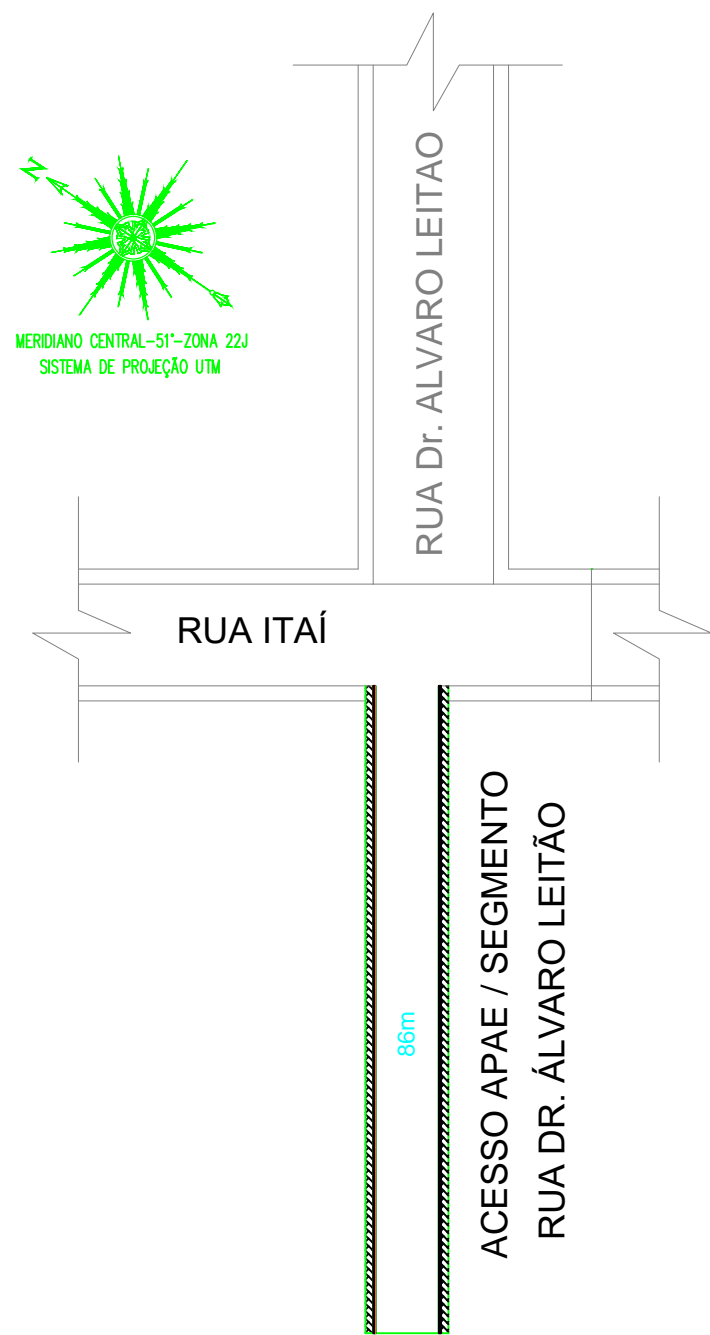 N
MERIDIANO CENTRAL-51°-ZONA 22J
SISTEMA DE PROJEÇÃO UTM
RUA Dr. ALVARO LEITAO
RUA ITAÍ
ACESSO APAE / SEGMENTO
RUA DR. ÁLVARO LEITÃO
86m